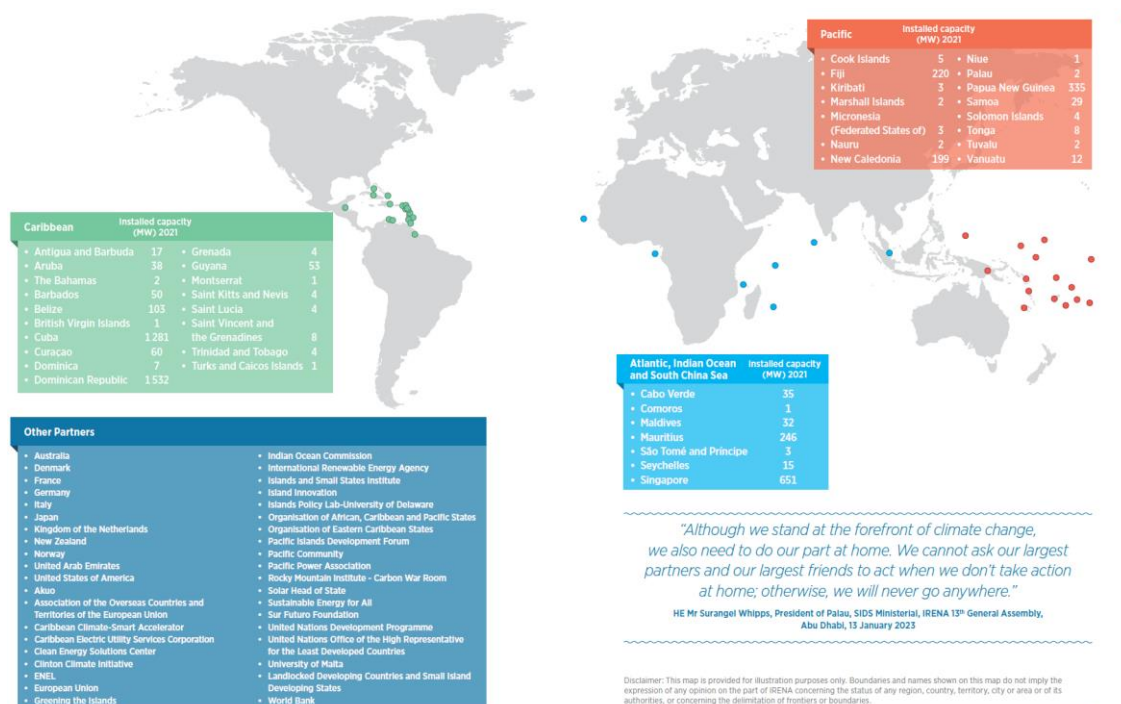 Pacific Installed capacity (MW) 2021
• Cook Islands 5 • Niue 1
• Fiji 220 • Palau 2
• Kiribati 3 • Papua New Guinea 335
• Marshall Islands 2 • Samoa 29
• Micronesia • Solomon Islands 4
(Federated States of) 3 • Tonga 8
• Nauru 2 • Tuvalu 2
• New Caledonia 199 • Vanuatu 12
Caribbean Installed capacity (MW) 2021
• Antigua and Barbuda 17 • Grenada 4
• Aruba 38 • Guyana 53
• The Bahamas 2 • Montserrat 1
• Barbados 50 • Saint Kitts and Nevis 4
• Belize 103 • Saint Lucia 4
• British Virgin Islands 1 • Saint Vincent and
• Cuba 1 281 the Grenadines 8
• Curaçao 60 • Trinidad and Tobago 4
• Dominica 7 • Turks and Caicos Islands 1
• Dominican Republic 1 532
Atlantic, Indian Ocean Installed capacity
and South China Sea (MW) 2021
• Cabo Verde 35
• Comoros 1
• Maldives 32
• Mauritius 246
• São Tomé and Príncipe 3
• Seychelles 15
• Singapore 651
Other Partners
• Australia
• Denmark
• France
• Germany
• Italy
• Japan
• Kingdom of the Netherlands
• New Zealand
• Norway
• United Arab Emirates
• United States of America
• Akuo
• Association of the Overseas Countries and
Territories of the European Union
• Caribbean Climate-Smart Accelerator
• Caribbean Electric Utility Services Corporation
• Clean Energy Solutions Center
• Clinton Climate Initiative
• ENEL
• European Union
• Greening the Islands
• Indian Ocean Commission
• International Renewable Energy Agency
• Islands and Small States Institute
• Island Innovation
• Islands Policy Lab-University of Delaware
• Organisation of African, Caribbean and Pacific States
• Organisation of Eastern Caribbean States
• Pacific Islands Development Forum
• Pacific Community
• Pacific Power Association
• Rocky Mountain Institute - Carbon War Room
• Solar Head of State
• Sustainable Energy for All
• Sur Futuro Foundation
• United Nations Development Programme
• United Nations Office of the High Representative
for the Least Developed Countries
• University of Malta
• Landlocked Developing Countries and Small Island
Developing States
• World Bank
“Although we stand at the forefront of climate change,
we also need to do our part at home. We cannot ask our largest
partners and our largest friends to act when we don’t take action
at home; otherwise, we will never go anywhere.”
HE Mr Surangel Whipps, President of Palau, SIDS Ministerial, IRENA 13th General Assembly,
Abu Dhabi, 13 January 2023
Disclaimer: This map is provided for illustration purposes only. Boundaries and names shown on this map do not imply the
expression of any opinion on the part of IRENA concerning the status of any region, country, territory, city or area or of its
authorities, or concerning the delimitation of frontiers or boundaries.